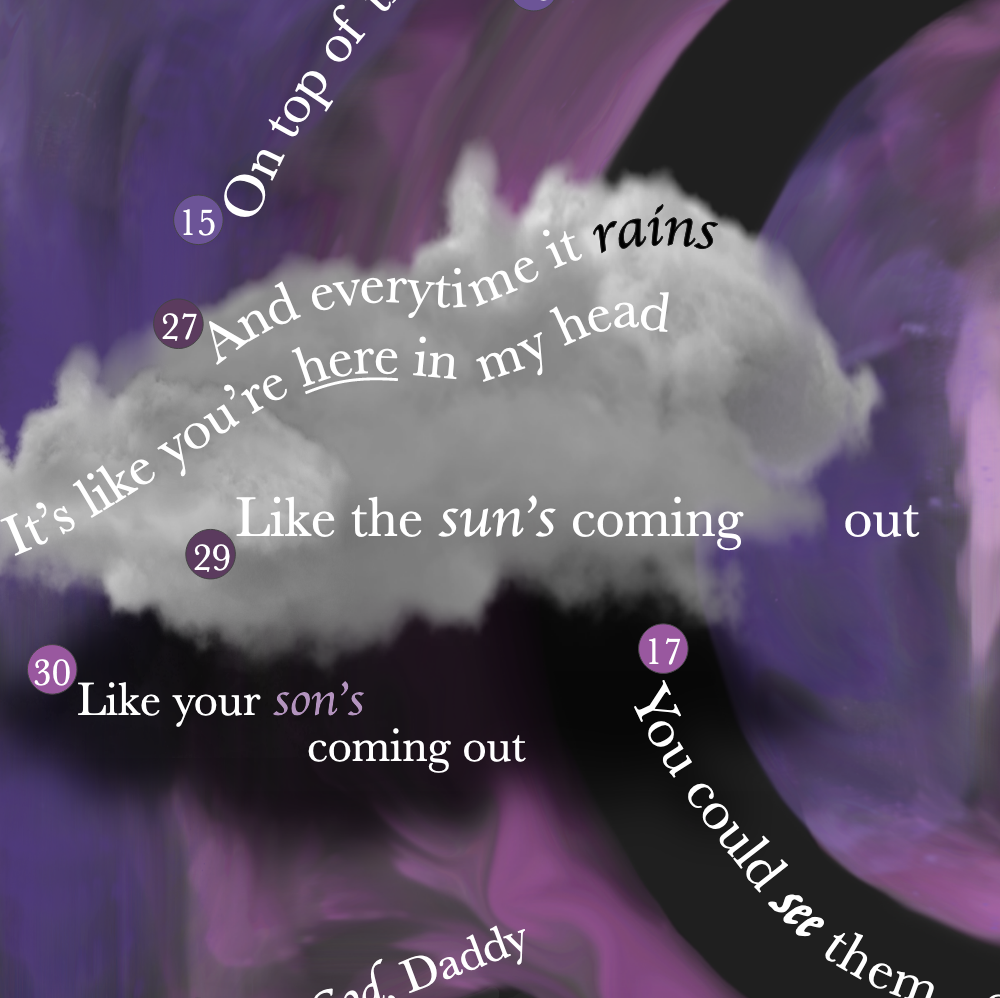 15 On top of
27 And everytime it rains
It's like you're here in my head
29 Like the sun's coming out
30 Like your son's
coming out
17 You could see them
Daddy